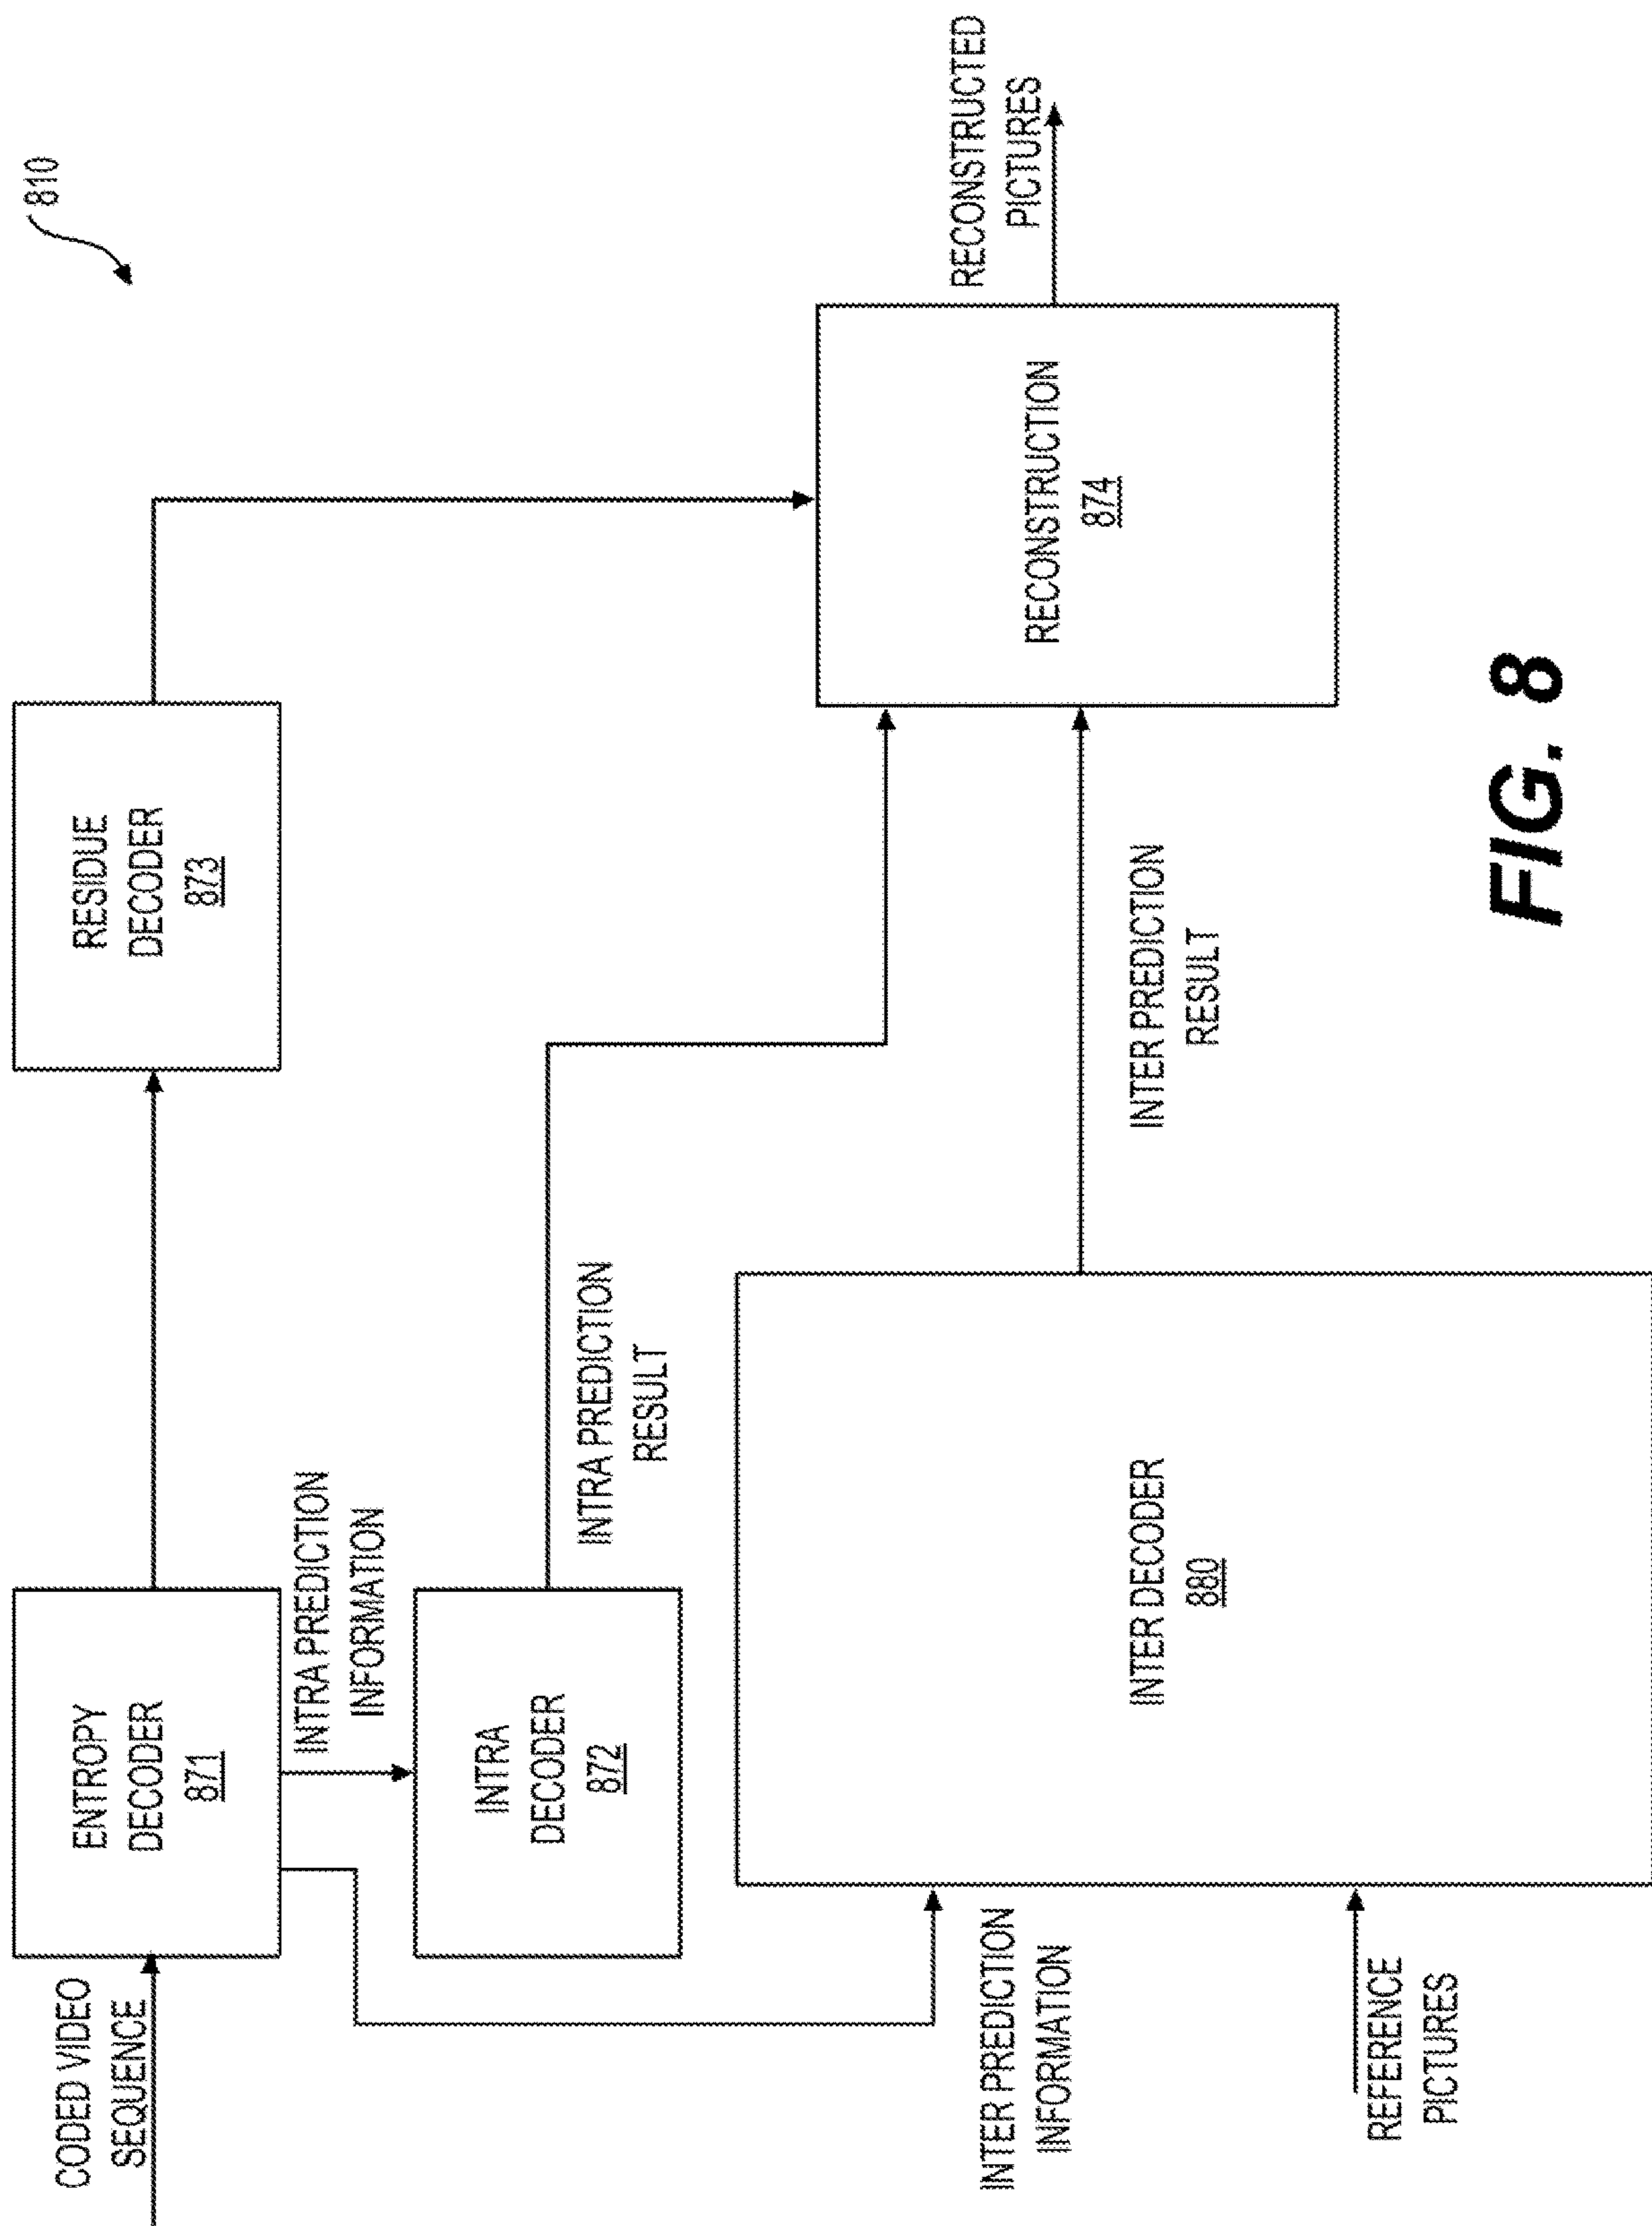 810
CODED VIDEO
SEQUENCE
ENTROPY
DECODER
871
RESIDUE
DECODER
873
INTRA PREDICTION
INFORMATION
INTRA
DECODER
872
INTRA PREDICTION
RESULT
RECONSTRUCTED
PICTURES
RECONSTRUCTION
874
INTER PREDICTION
INFORMATION
INTER DECODER
880
INTER PREDICTION
RESULT
REFERENCE
PICTURES
FIG. 8